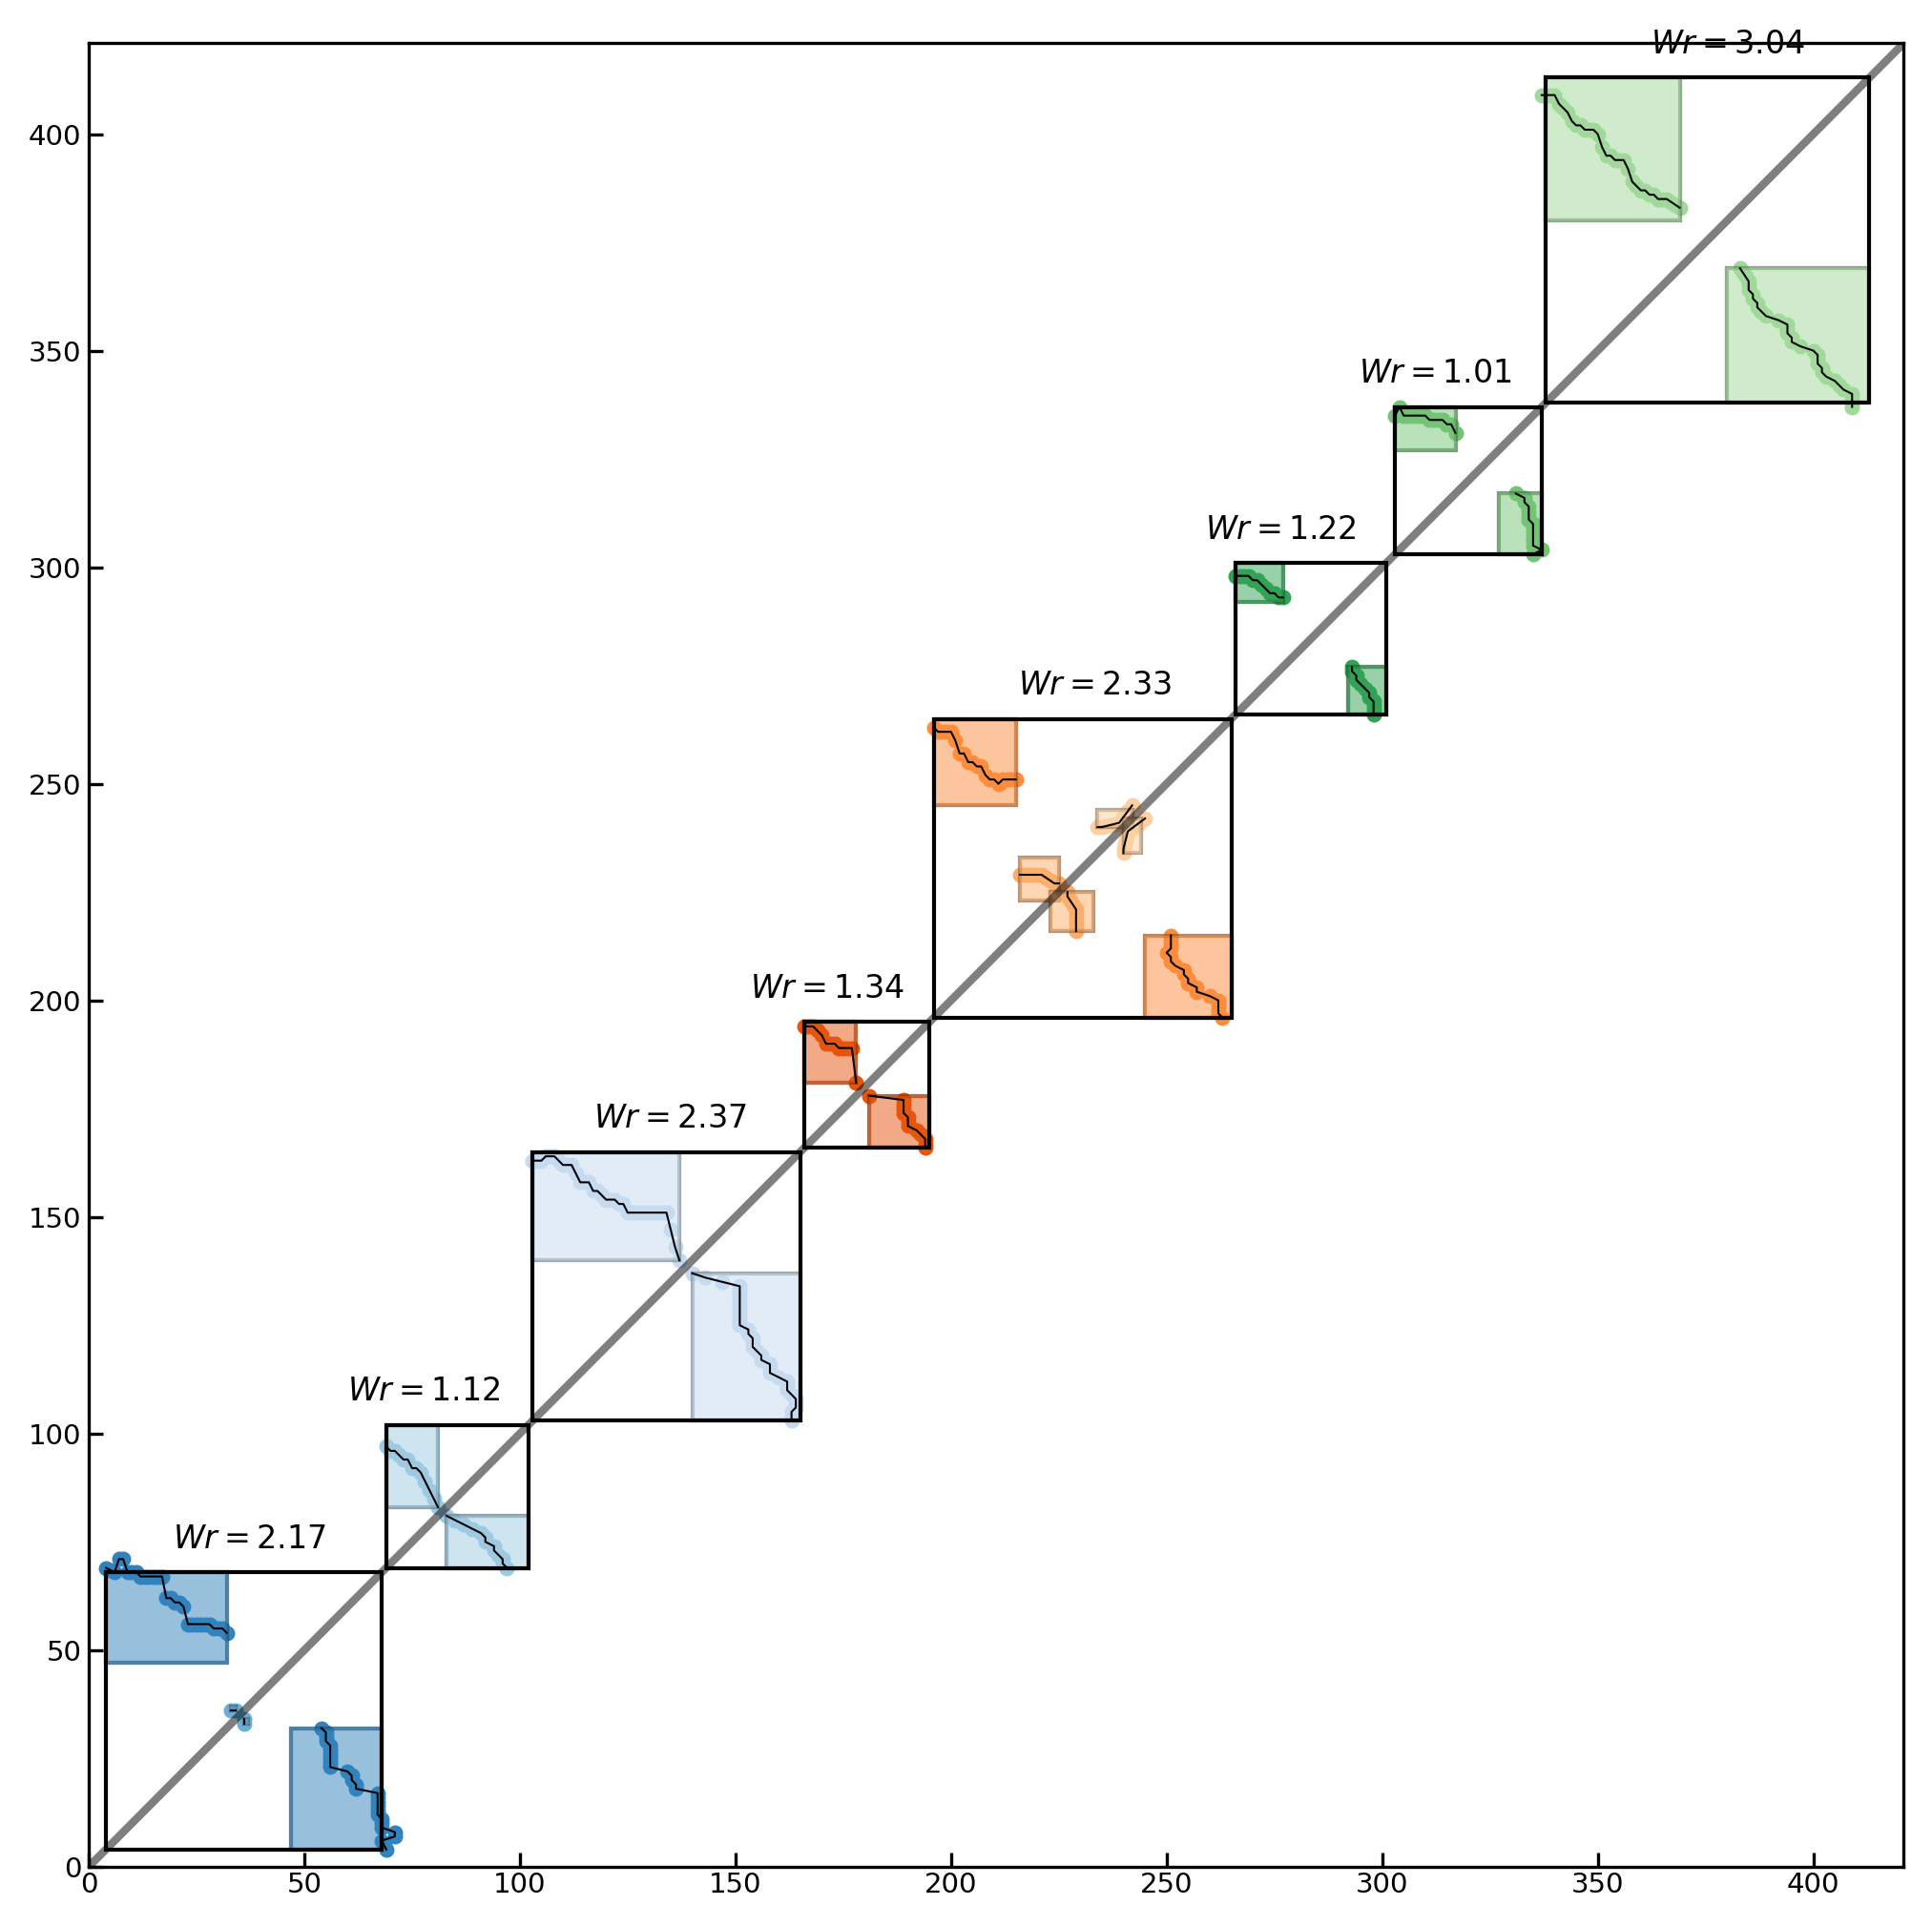 Wr = 3.04
400
350
Wr = 1.01
Wr = 1.22
300
Wr = 2.33
250
Wr = 1.34
200
Wr = 2.37
150
Wr = 1.12
100
Wr = 2.17
50
0
0 50 100 150 200 250 300 350 400